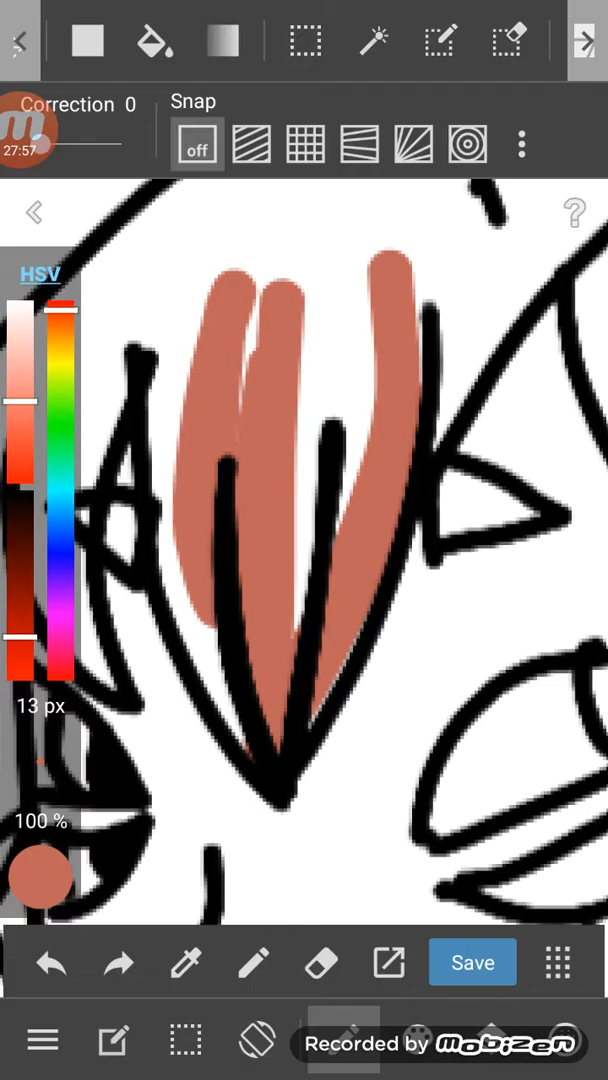 Correction 0
Snap
off
27:57
HSV
13 px
100 %
Save
Recorded by mobizen